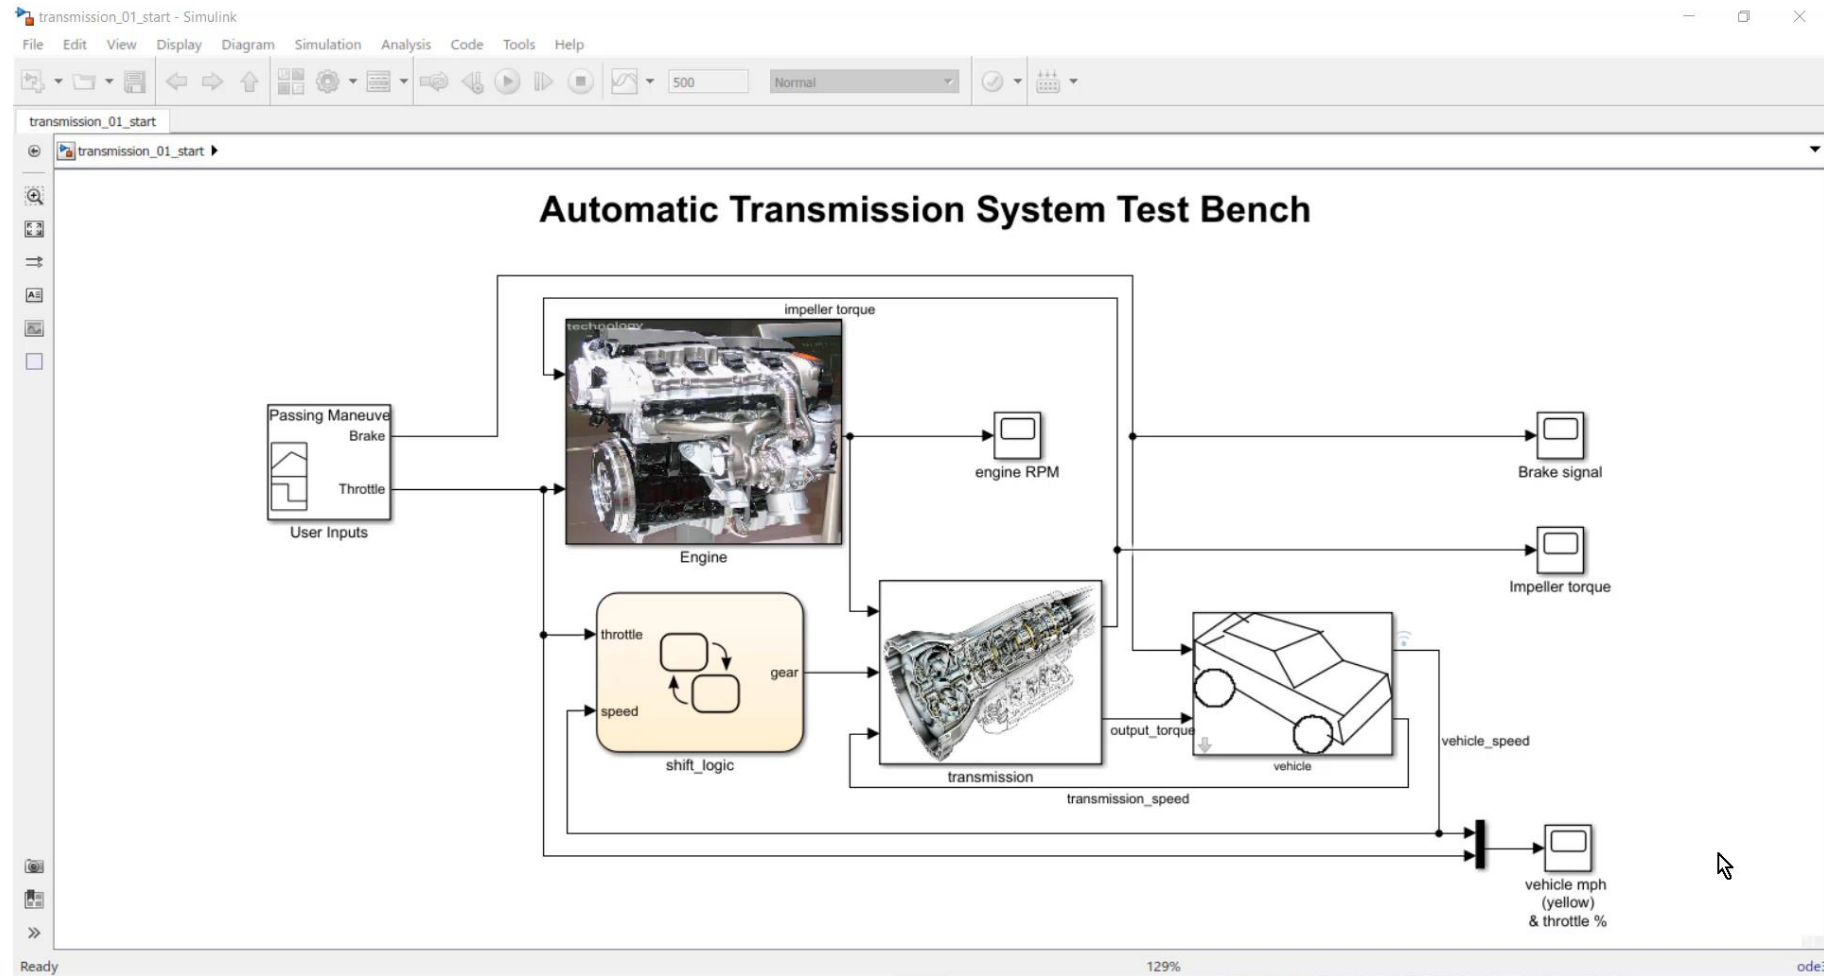 transmission_01_start - Simulink
File Edit View Display Diagram Simulation Analysis Code Tools Help
500 Normal
transmission_01_start
transmission_01_start
Automatic Transmission System Test Bench
impeller torque
technology
Passing Maneuve
Brake
Throttle
User Inputs
engine RPM
Brake signal
Engine
Impeller torque
throttle
gear
speed
shift_logic
transmission
output_torque
vehicle
vehicle_speed
transmission_speed
vehicle mph
(yellow)
& throttle %
Ready 129%